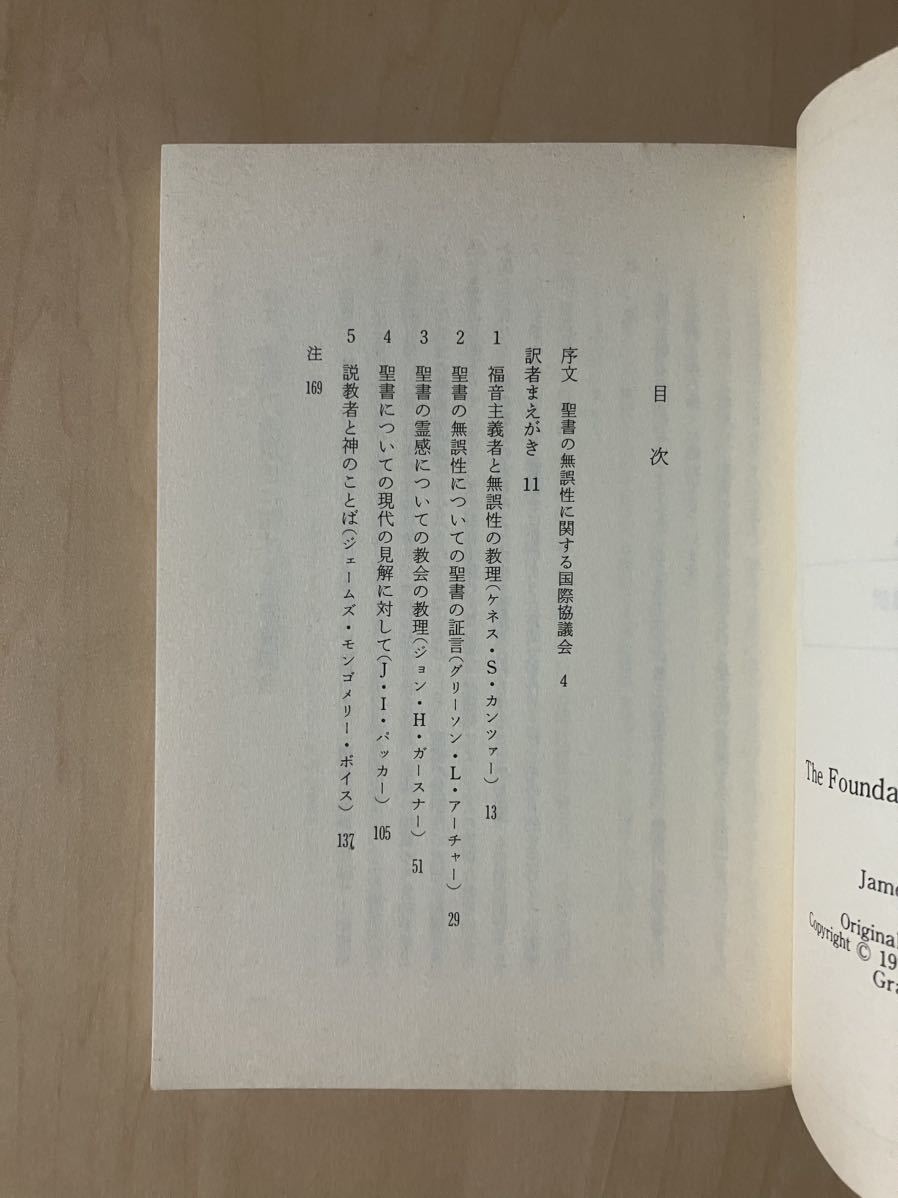 目次
序文 聖書の無誤性に関する国際協議会 4
訳者まえがき 11
1 福音主義者と無誤性の教理(ケネス・S・カンツァー) 13
2 聖書の無誤性についての聖書の証言(グリーソン・L・アーチャー) 29
3 聖書の霊感についての教会の教理(ジョン・H・ガースナー) 51
4 聖書についての現代の見解に対して(J・I・パッカー) 105
5 説教者と神のことば(ジェームズ・モンゴメリー・ボイス) 137
注 169
The Founda
Jame
Original
Copyright © 19
Gra